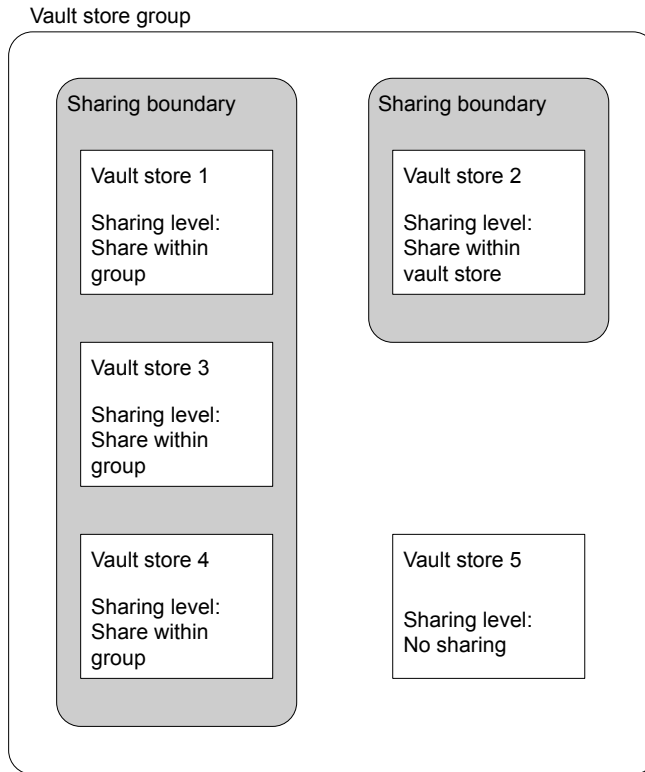 Vault store group
Sharing boundary
Vault store 1
Sharing level:
Share within
group
Vault store 3
Sharing level:
Share within
group
Vault store 4
Sharing level:
Share within
group
Sharing boundary
Vault store 2
Sharing level:
Share within
vault store
Vault store 5
Sharing level:
No sharing